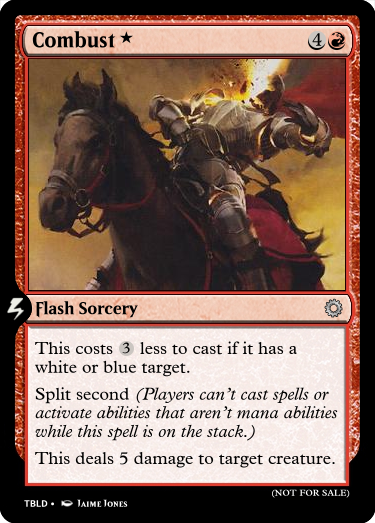 Combust ★ 4
Flash Sorcery
This costs 3 less to cast if it has a
white or blue target.
Split second (Players can't cast spells or
activate abilities that aren't mana abilities
while this spell is on the stack.)
This deals 5 damage to target creature.
(NOT FOR SALE)
TBLD • JAIME JONES